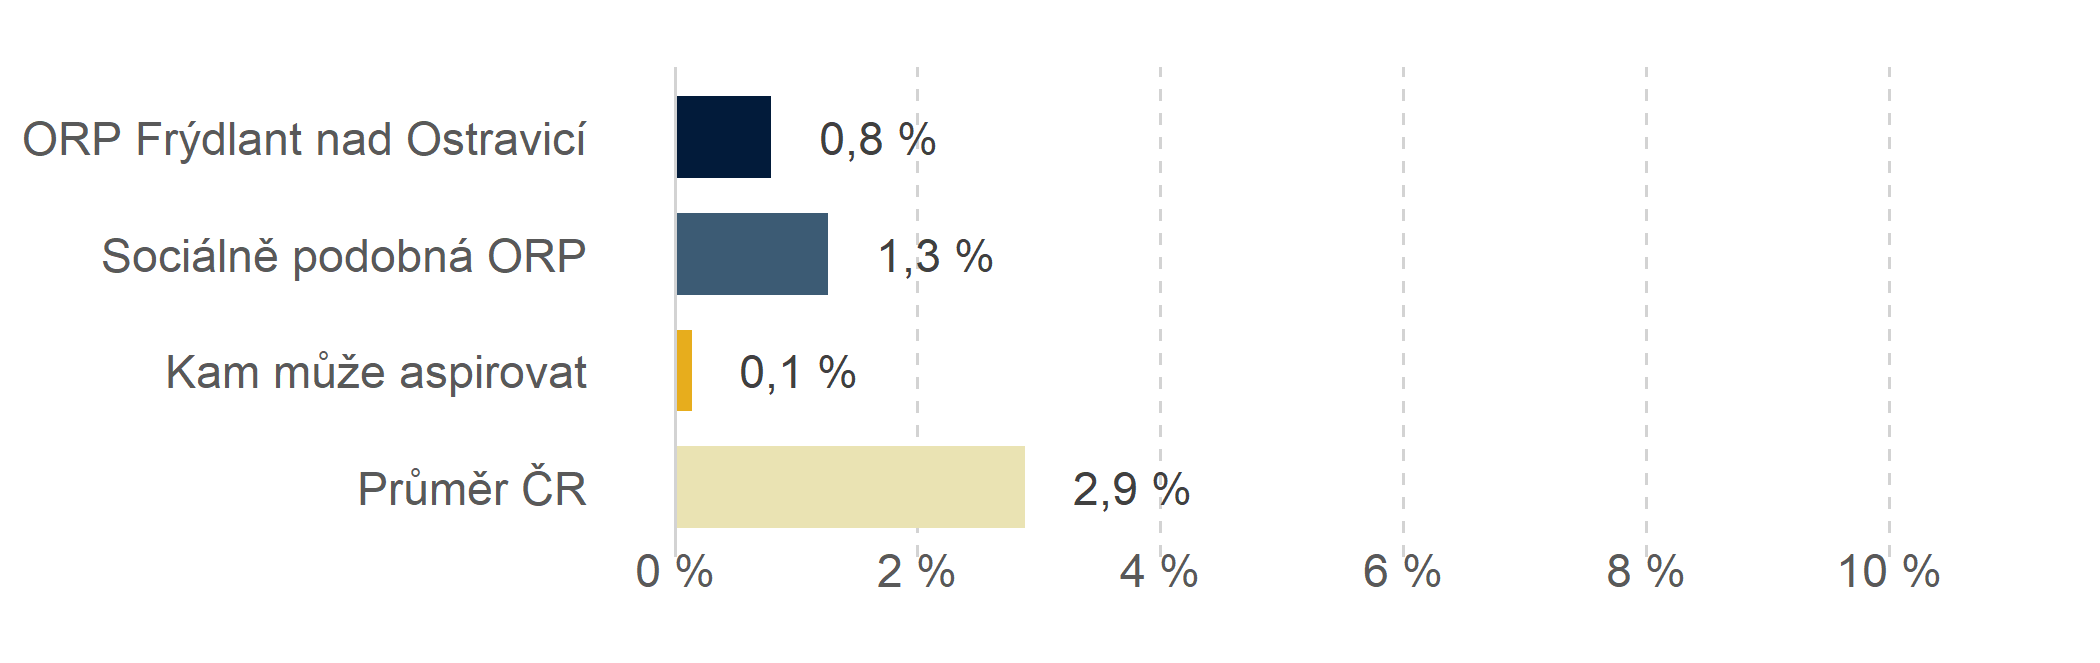 ORP Frýdlant nad Ostravicí 0,8 %
Sociálně podobná ORP 1,3 %
Kam může aspirovat 0,1 %
Průměr ČR 2,9 %
0 % 2 % 4 % 6 % 8 % 10 %